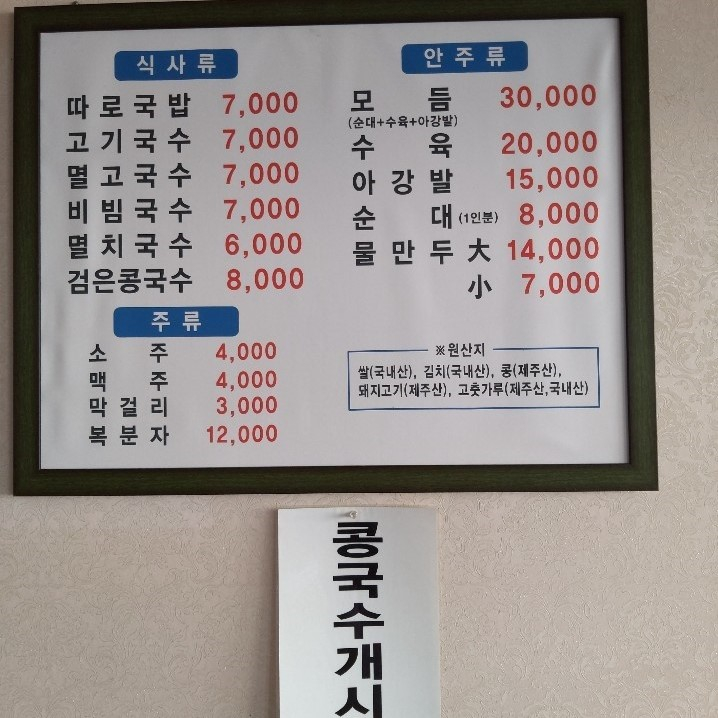 식사류
따로국밥 7,000
고기국수 7,000
멸고국수 7,000
비빔국수 7,000
멸치국수 6,000
검은콩국수 8,000
주류
소주 4,000
맥주 4,000
막걸리 3,000
복분자 12,000
안주류
모듬 30,000
(순대+수육+아강발)
수육 20,000
아강발 15,000
순대(1인분) 8,000
물만두 大 14,000
小 7,000
※원산지
쌀(국내산), 김치(국내산), 콩(제주산),
돼지고기(제주산), 고춧가루(제주산,국내산)
콩국수개시